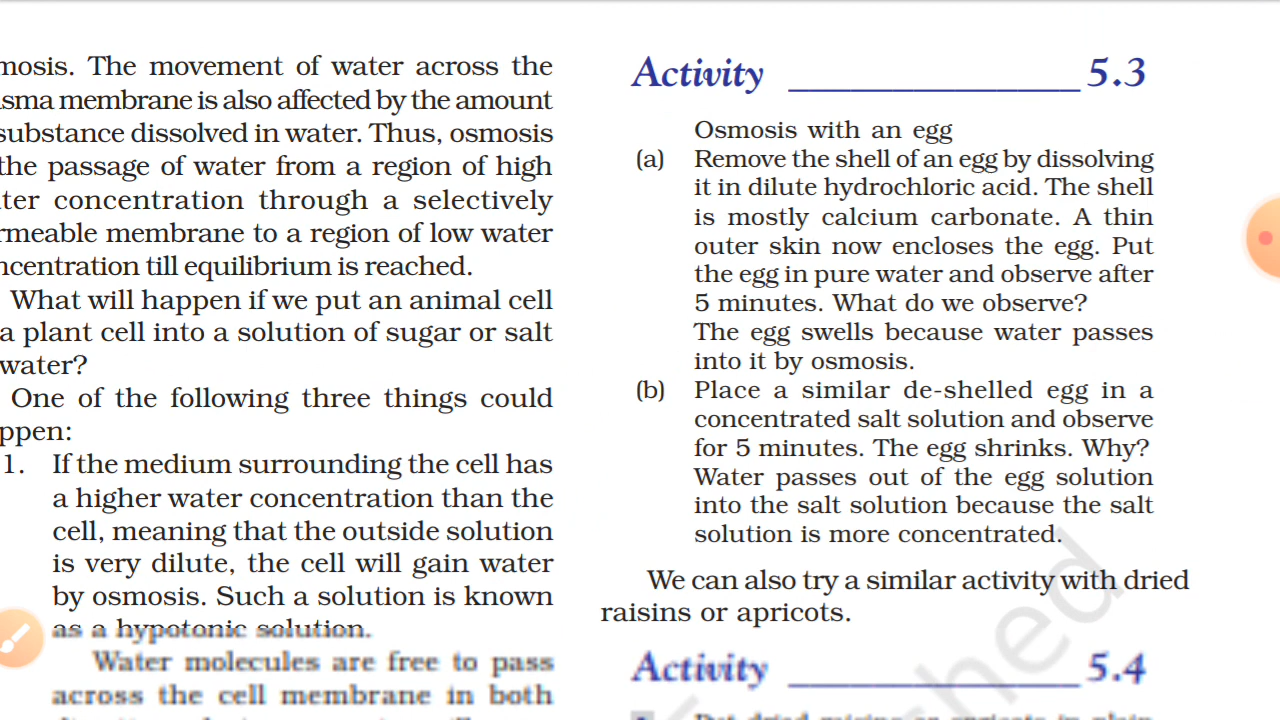 mosis. The movement of water across the
asma membrane is also affected by the amount
substance dissolved in water. Thus, osmosis
the passage of water from a region of high
ter concentration through a selectively
rmeable membrane to a region of low water
ncentration till equilibrium is reached.
What will happen if we put an animal cell
a plant cell into a solution of sugar or salt
water?
One of the following three things could
ppen:
1. If the medium surrounding the cell has
a higher water concentration than the
cell, meaning that the outside solution
is very dilute, the cell will gain water
by osmosis. Such a solution is known
as a hypotonic solution.
Water molecules are free to pass
across the cell membrane in both
Activity 5.3
Osmosis with an egg
(a) Remove the shell of an egg by dissolving
it in dilute hydrochloric acid. The shell
is mostly calcium carbonate. A thin
outer skin now encloses the egg. Put
the egg in pure water and observe after
5 minutes. What do we observe?
The egg swells because water passes
into it by osmosis.
(b) Place a similar de-shelled egg in a
concentrated salt solution and observe
for 5 minutes. The egg shrinks. Why?
Water passes out of the egg solution
into the salt solution because the salt
solution is more concentrated.
We can also try a similar activity with dried
raisins or apricots.
Activity 5.4
hed